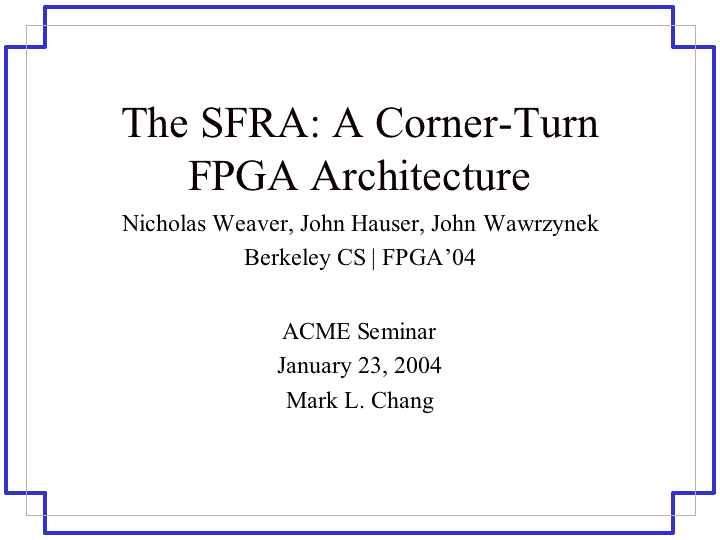 The SFRA: A Corner-Turn
FPGA Architecture
Nicholas Weaver, John Hauser, John Wawrzynek
Berkeley CS | FPGA’04
ACME Seminar
January 23, 2004
Mark L. Chang